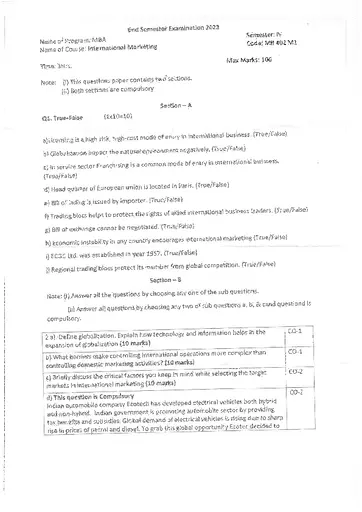 End Semester Examination 2023
Name of Program: MBA
Semester: IV
Name of Course: International Marketing
Code: MB 402 M1
Time: 3hrs.
Max Marks: 100
Note: (i) This questions paper contains two sections.
(ii) Both sections are compulsory
Section – A
Q1. True-False (1x10=10)
a) Licensing is a high risk, high-cost mode of entry in international business. (True/False)
b) Globalization impact the natural environment negatively. (True/False)
c) In service sector franchising is a common mode of entry in international business.
(True/False)
d) Head quarter of European union is located in Paris. (True/False)
e) Bill of lading is issued by importer. (True/False)
f) Trading blocs helps to protect the rights of allied international business traders. (True/False)
g) Bill of exchange cannot be negotiated. (True/False)
h) Economic instability in any country encourages international marketing (True/False)
i) ECGC Ltd. was established in year 1957. (True/False)
j) Regional trading blocs protect its member from global competition. (True/False)
Section – B
Note: (i) Answer all the questions by choosing any one of the sub questions.
(ii) Answer all questions by choosing any two of sub questions a, b, & c and question d is
compulsory.
2 a). Define globalization. Explain how technology and information helps in the
expansion of globalization (10 marks)
CO-1
b) What barriers make controlling international operations more complex than
controlling domestic marketing activities? (10 marks)
CO-1
c) Briefly discuss the critical factors you keep in mind while selecting the target
markets in international marketing (10 marks)
CO-2
d) This question is Compulsory
CO-2
Indian automobile company Ecotech has developed electrical vehicles both hybrid
and non-hybrid. Indian government is promoting automobile sector by providing
tax benefits and subsidies. Global demand of electrical vehicles is rising due to sharp
rise in prices of petrol and diesel. To grab this global opportunity decided to